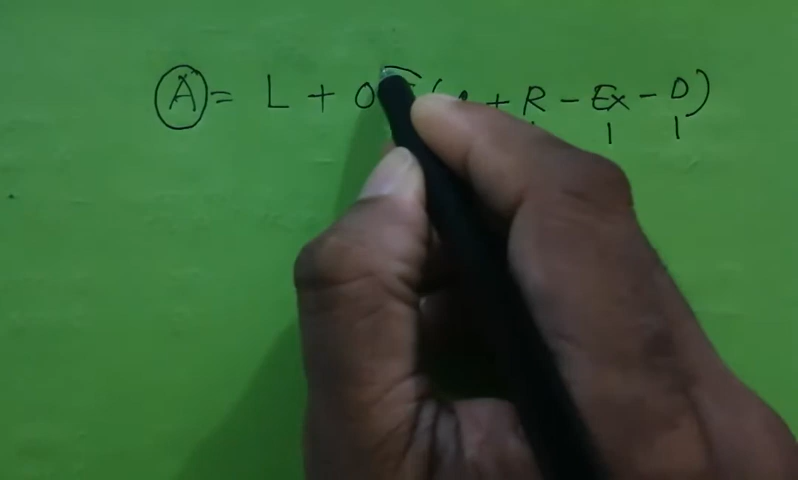 A = L + O ( + R - Ex - D)